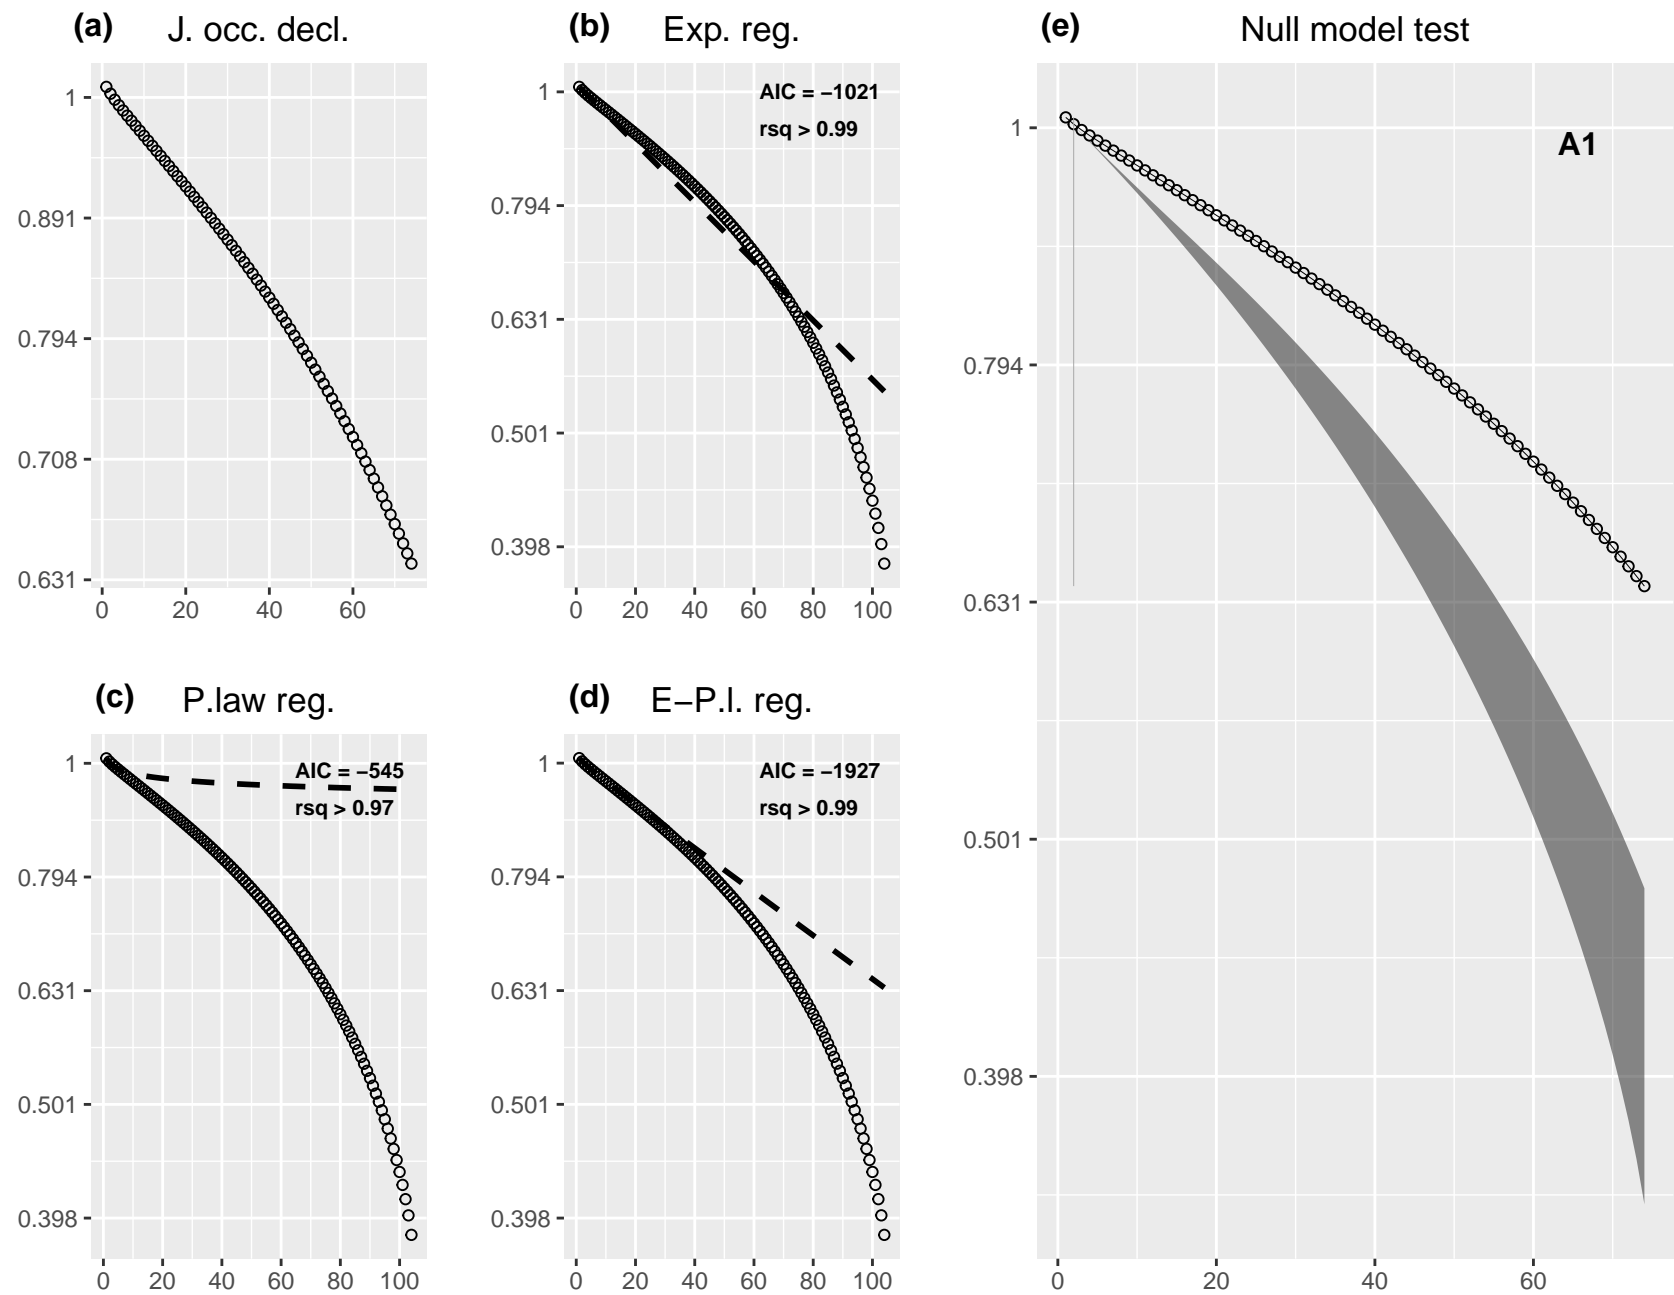 (a) J. occ. decl.
1
0.891
0.794
0.708
0.631
0 20 40 60
(b) Exp. reg.
AIC = −1021
rsq > 0.99
1
0.794
0.631
0.501
0.398
0 20 40 60 80 100
(c) P.law reg.
AIC = −545
rsq > 0.97
1
0.794
0.631
0.501
0.398
0 20 40 60 80 100
(d) E−P.l. reg.
AIC = −1927
rsq > 0.99
1
0.794
0.631
0.501
0.398
0 20 40 60 80 100
(e) Null model test
A1
1
0.794
0.631
0.501
0.398
0 20 40 60